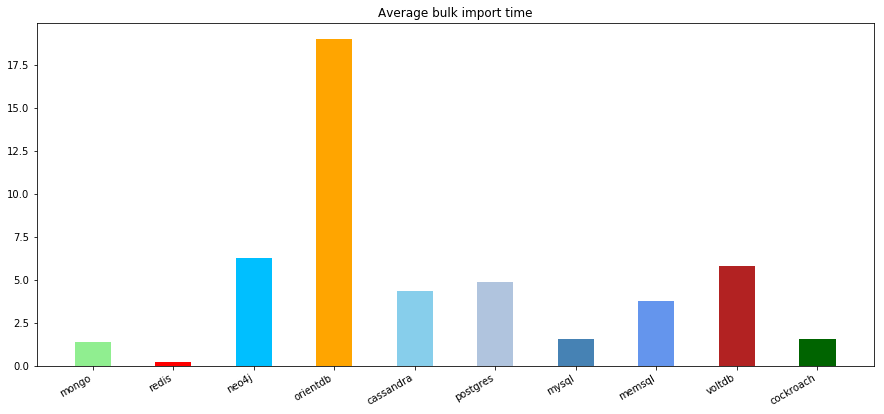 Average bulk import time
17.5
15.0
12.5
10.0
7.5
5.0
2.5
0.0
mongo
redis
neo4j
orientdb
cassandra
postgres
mysql
memsql
voltdb
cockroach